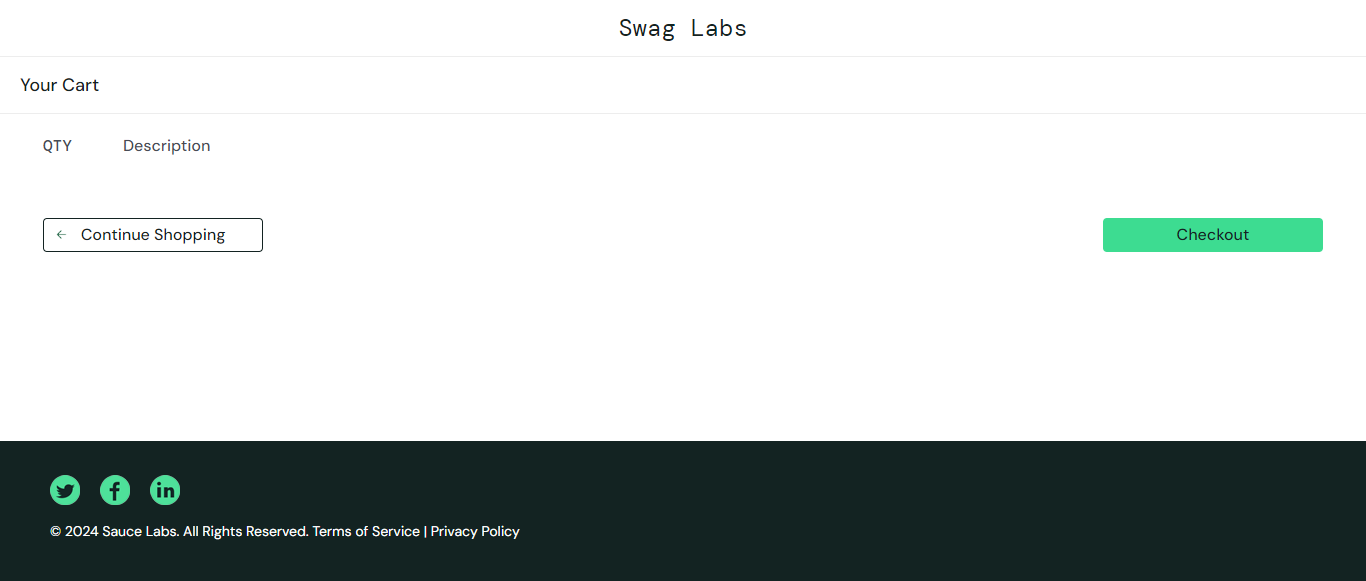 Swag Labs
Your Cart
QTY Description
Continue Shopping Checkout
© 2024 Sauce Labs. All Rights Reserved. Terms of Service | Privacy Policy